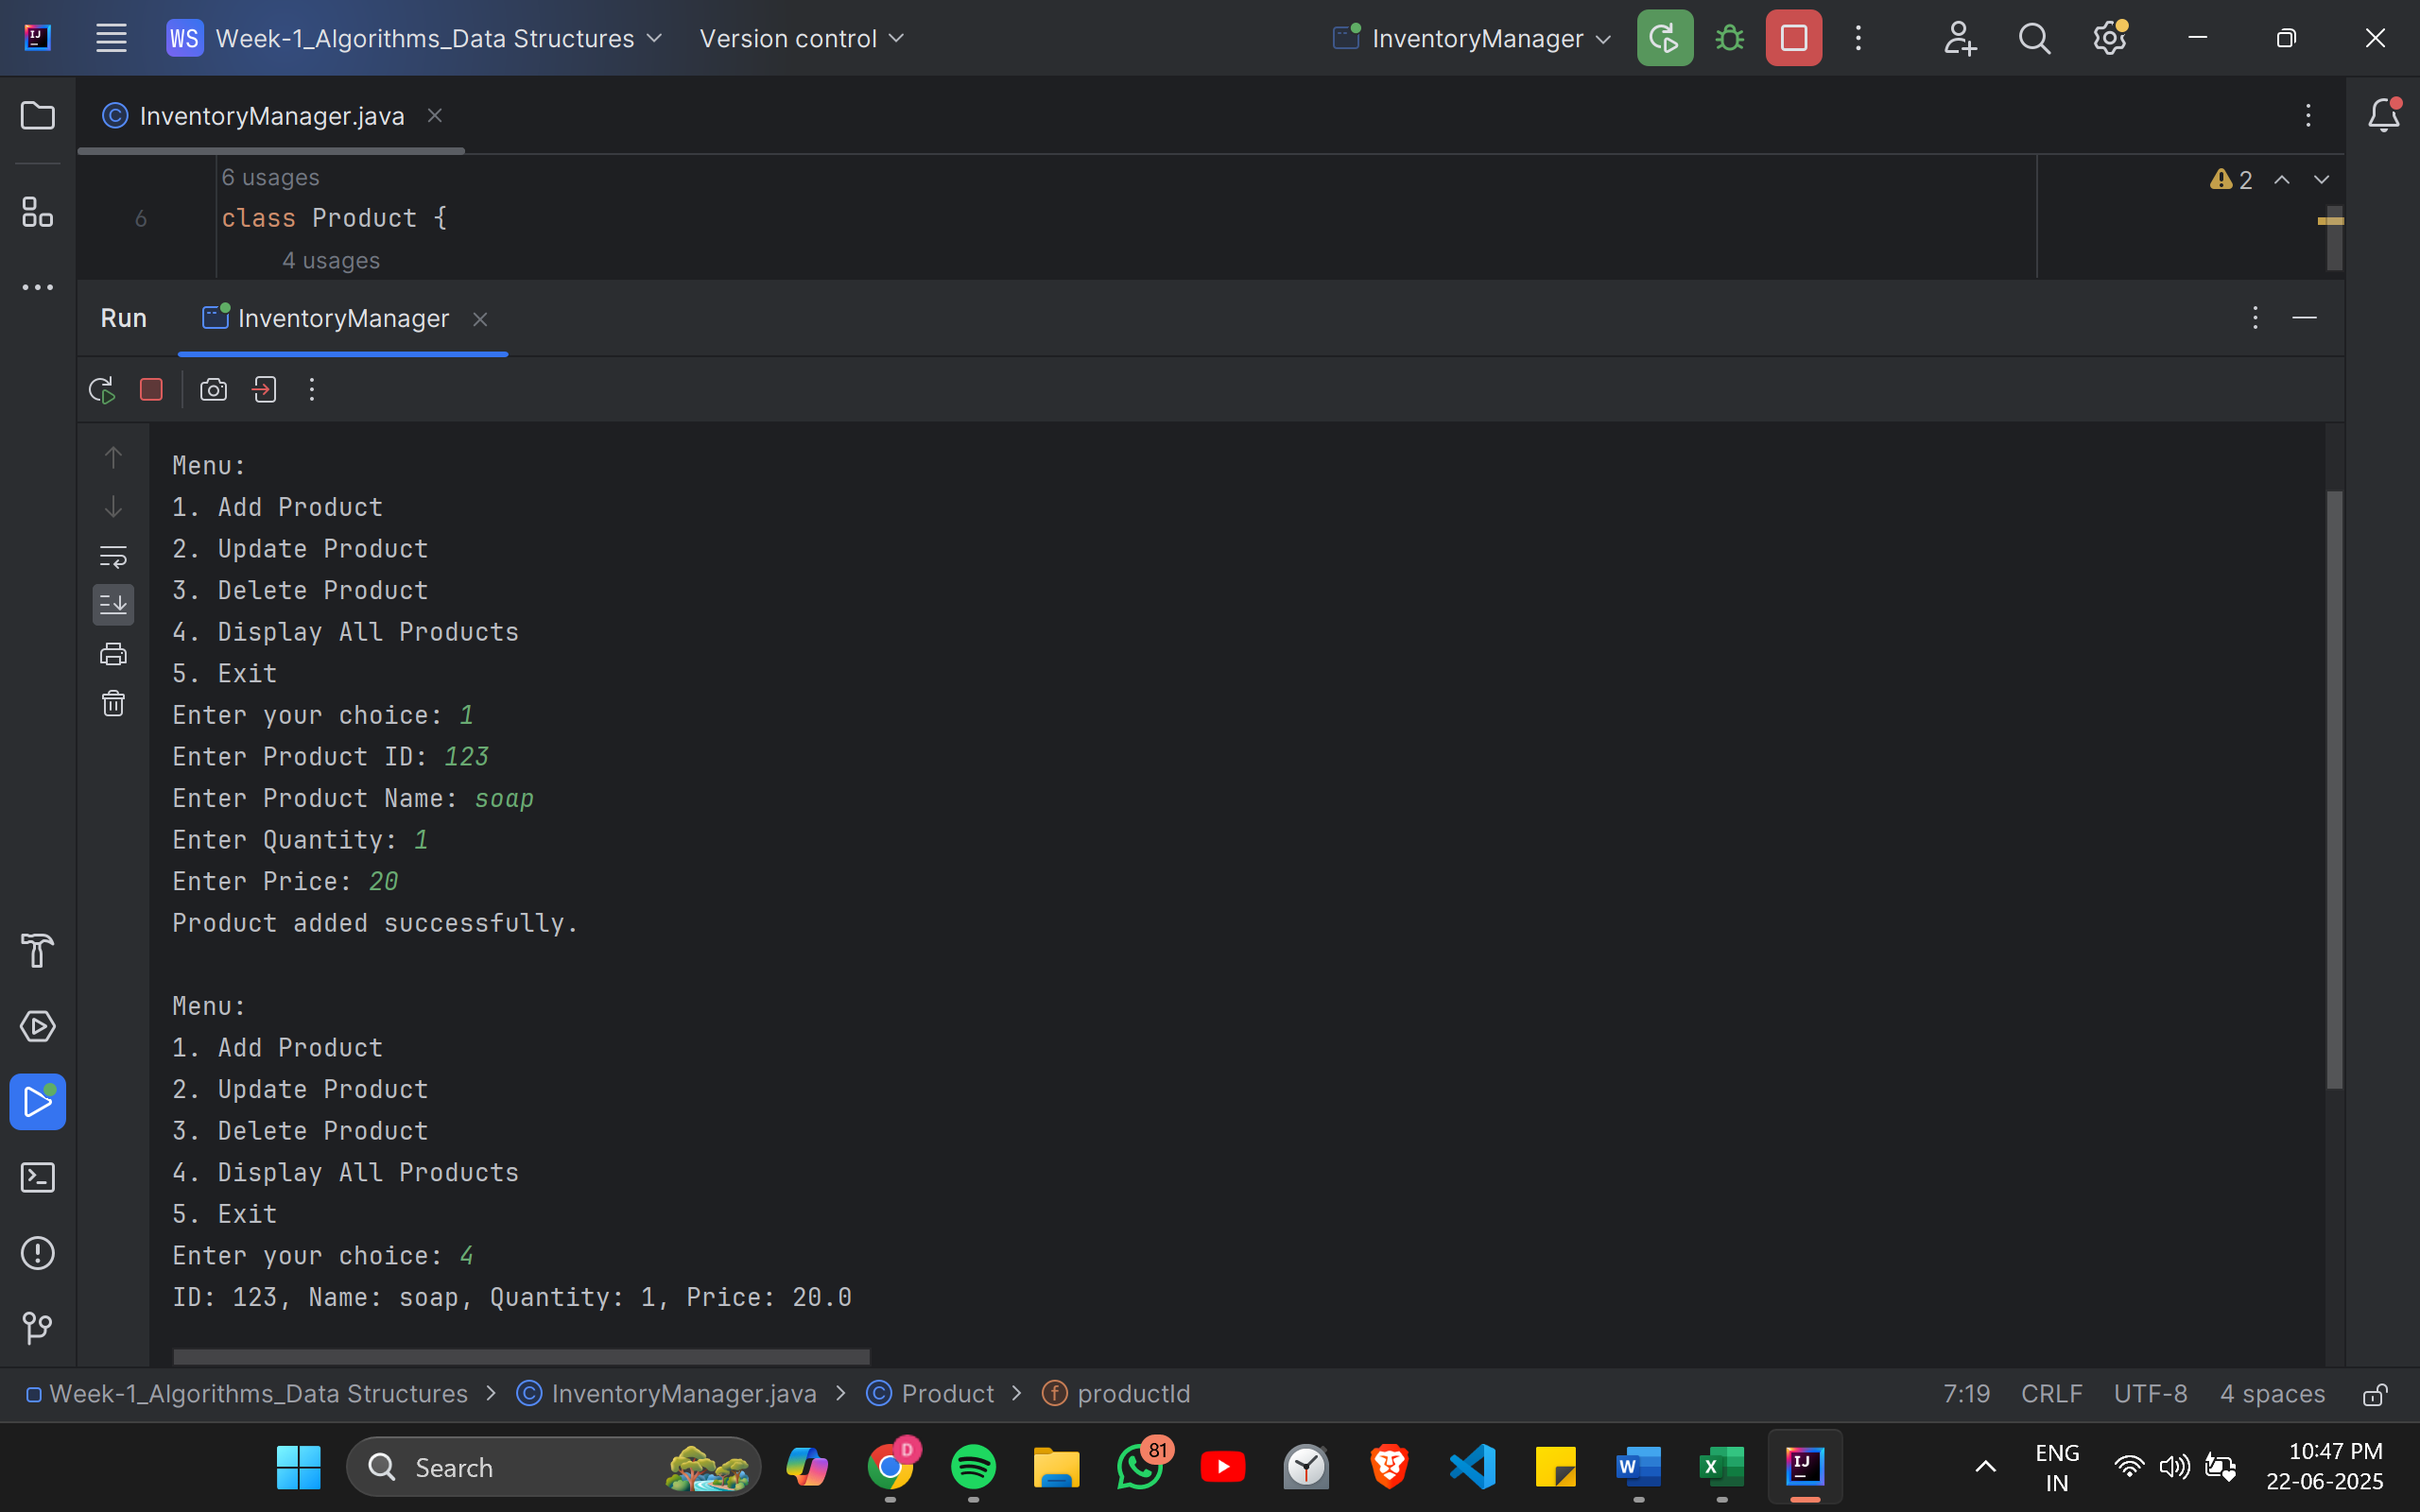 WS Week-1_Algorithms_Data Structures Version control InventoryManager
InventoryManager.java
6 usages
2
6 class Product {
4 usages
Run InventoryManager
Menu:
1. Add Product
2. Update Product
3. Delete Product
4. Display All Products
5. Exit
Enter your choice: 1
Enter Product ID: 123
Enter Product Name: soap
Enter Quantity: 1
Enter Price: 20
Product added successfully.
Menu:
1. Add Product
2. Update Product
3. Delete Product
4. Display All Products
5. Exit
Enter your choice: 4
ID: 123, Name: soap, Quantity: 1, Price: 20.0
Week-1_Algorithms_Data Structures InventoryManager.java Product productId 7:19 CRLF UTF-8 4 spaces
Search
D
81
ENG
IN
10:47 PM
22-06-2025